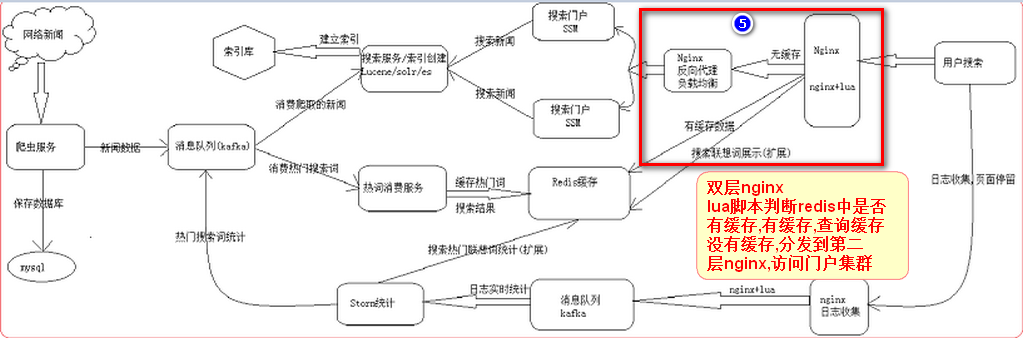 网络新闻
索引库
建立索引
搜索服务/索引创建
Lucene/solr/es
搜索新闻
搜索新闻
搜索门户
SSM
搜索门户
SSM
5
Nginx
反向代理
负载均衡
无缓存
Nginx
nginx+lua
用户搜索
爬虫服务
新闻数据
消息队列(kafka)
消费爬取的新闻
消费热门搜索词
热词消费服务
缓存热门词
搜索结果
Redis缓存
有缓存数据
搜索联想词展示(扩展)
日志收集,页面停留
双层nginx
lua脚本判断redis中是否
有缓存,有缓存,查询缓存
没有缓存,分发到第二
层nginx,访问门户集群
保存数据库
mysql
热门搜索词统计
搜索热门联想词统计(扩展)
Storm统计
日志实时统计
消息队列
kafka
nginx+lua
nginx
日志收集